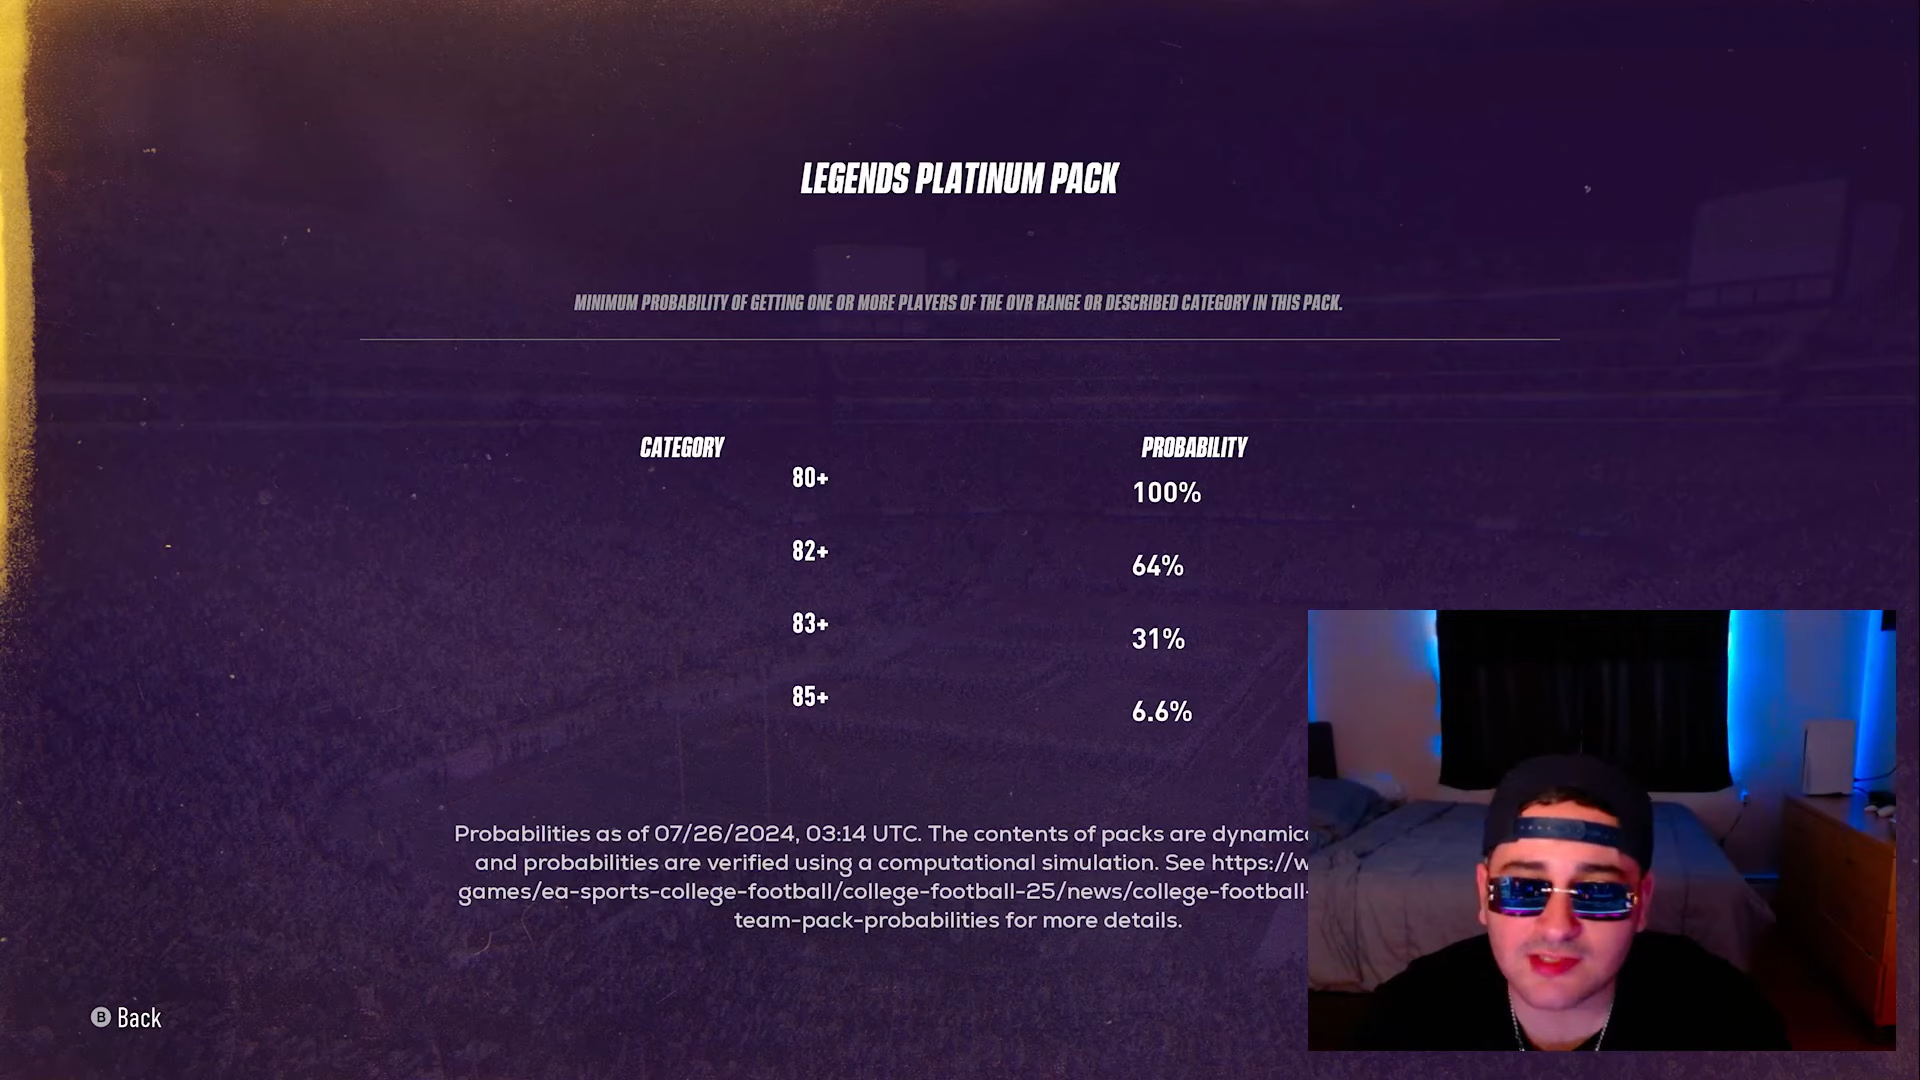 LEGENDS PLATINUM PACK
MINIMUM PROBABILITY OF GETTING ONE OR MORE PLAYERS OF THE OVR RANGE OR DESCRIBED CATEGORY IN THIS PACK.
CATEGORY PROBABILITY
80+ 100%
82+ 64%
83+ 31%
85+ 6.6%
Probabilities as of 07/26/2024, 03:14 UTC. The contents of packs are
and probabilities are verified using a computational simulation. See
games/ea-sports-college-football/college-football-25/news/college-football-
team-pack-probabilities for more details.
B Back